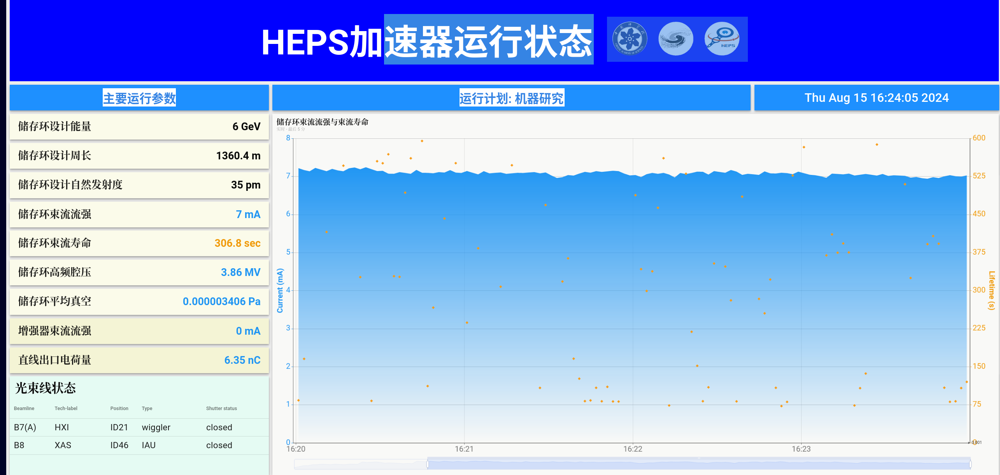 HEPS加速器运行状态
CHINESE ACADEMY OF SCIENCES
HEPS
主要运行参数
运行计划: 机器研究
Thu Aug 15 16:24:05 2024
储存环设计能量 6 GeV
储存环设计周长 1360.4 m
储存环设计自然发射度 35 pm
储存环束流流强 7 mA
储存环束流寿命 306.8 sec
储存环高频腔压 3.86 MV
储存环平均真空 0.000003406 Pa
增强器束流流强 0 mA
直线出口电荷量 6.35 nC
光束线状态
Beamline Tech-label Position Type Shutter status
B7(A) HXI ID21 wiggler closed
B8 XAS ID46 IAU closed
储存环束流流强与束流寿命
实时 - 最后 5 分
8
7
6
5
4
3
2
1
0
Current (mA)
600
525
450
375
300
225
150
75
0
0.001
Lifetime (s)
16:20 16:21 16:22 16:23